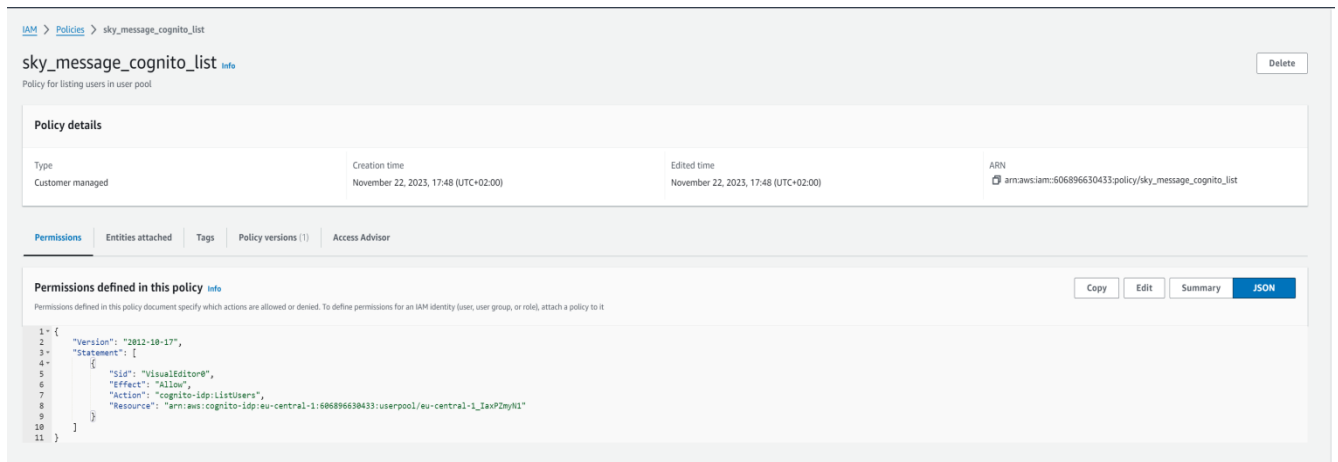 IAM > Policies > sky_message_cognito_list
sky_message_cognito_list Info
Delete
Policy for listing users in user pool
Policy details
Type
Customer managed
Creation time
November 22, 2023, 17:48 (UTC+02:00)
Edited time
November 22, 2023, 17:48 (UTC+02:00)
ARN
arn:aws:iam::606896630433:policy/sky_message_cognito_list
Permissions Entities attached Tags Policy versions (1) Access Advisor
Permissions defined in this policy Info
Copy Edit Summary JSON
Permissions defined in this policy document specify which actions are allowed or denied. To define permissions for an IAM identity (user, user group, or role), attach a policy to it
1 {
2 "Version": "2012-10-17",
3 "Statement": [
4 {
5 "Sid": "VisualEditor0",
6 "Effect": "Allow",
7 "Action": "cognito-idp:ListUsers",
8 "Resource": "arn:aws:cognito-idp:eu-central-1:606896630433:userpool/eu-central-1_IaxPZmyN1"
9 }
10 ]
11 }